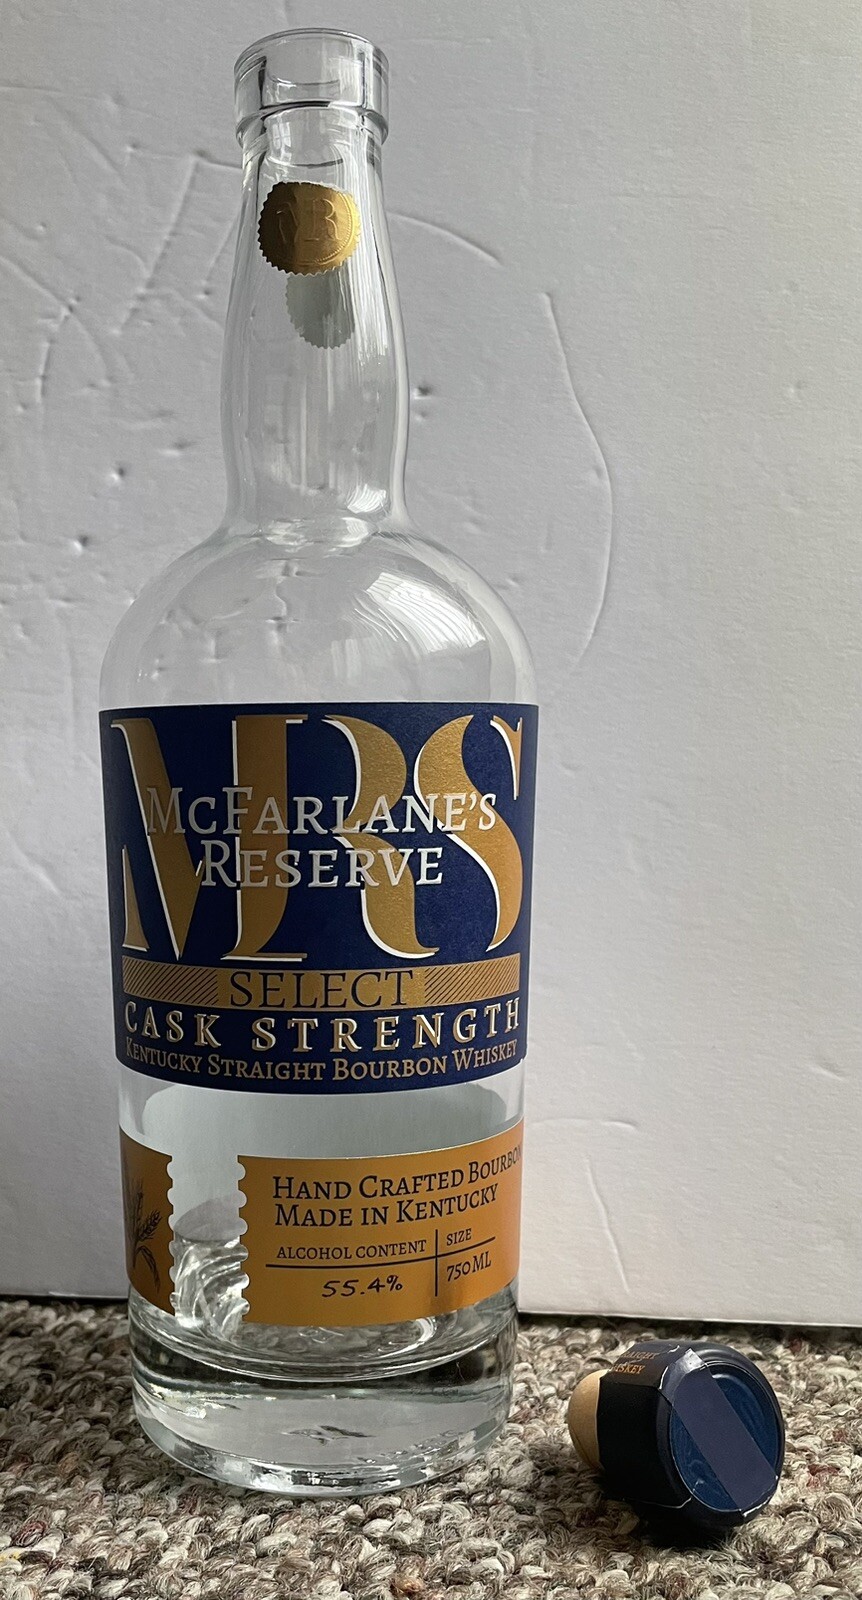 MR
MRS
McFarlane's
Reserve
SELECT
CASK STRENGTH
Kentucky Straight Bourbon Whiskey
Hand Crafted Bourbon
Made in Kentucky
ALCOHOL CONTENT
SIZE
55.4%
750 ML